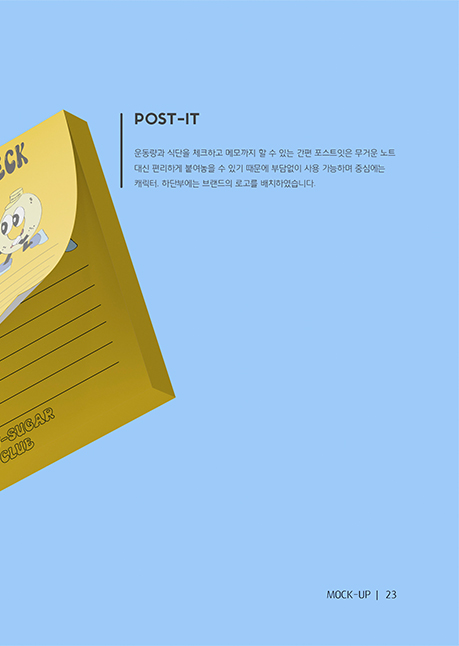 POST-IT
운동량과 식단을 체크하고 메모까지 할 수 있는 간편 포스트잇은 무거운 노트
대신 편리하게 붙여놓을 수 있기 때문에 부담없이 사용 가능하며 중심에는
캐릭터, 하단부에는 브랜드의 로고를 배치하였습니다.
ECK
-SUGAR
CLUE
MOCK-UP | 23